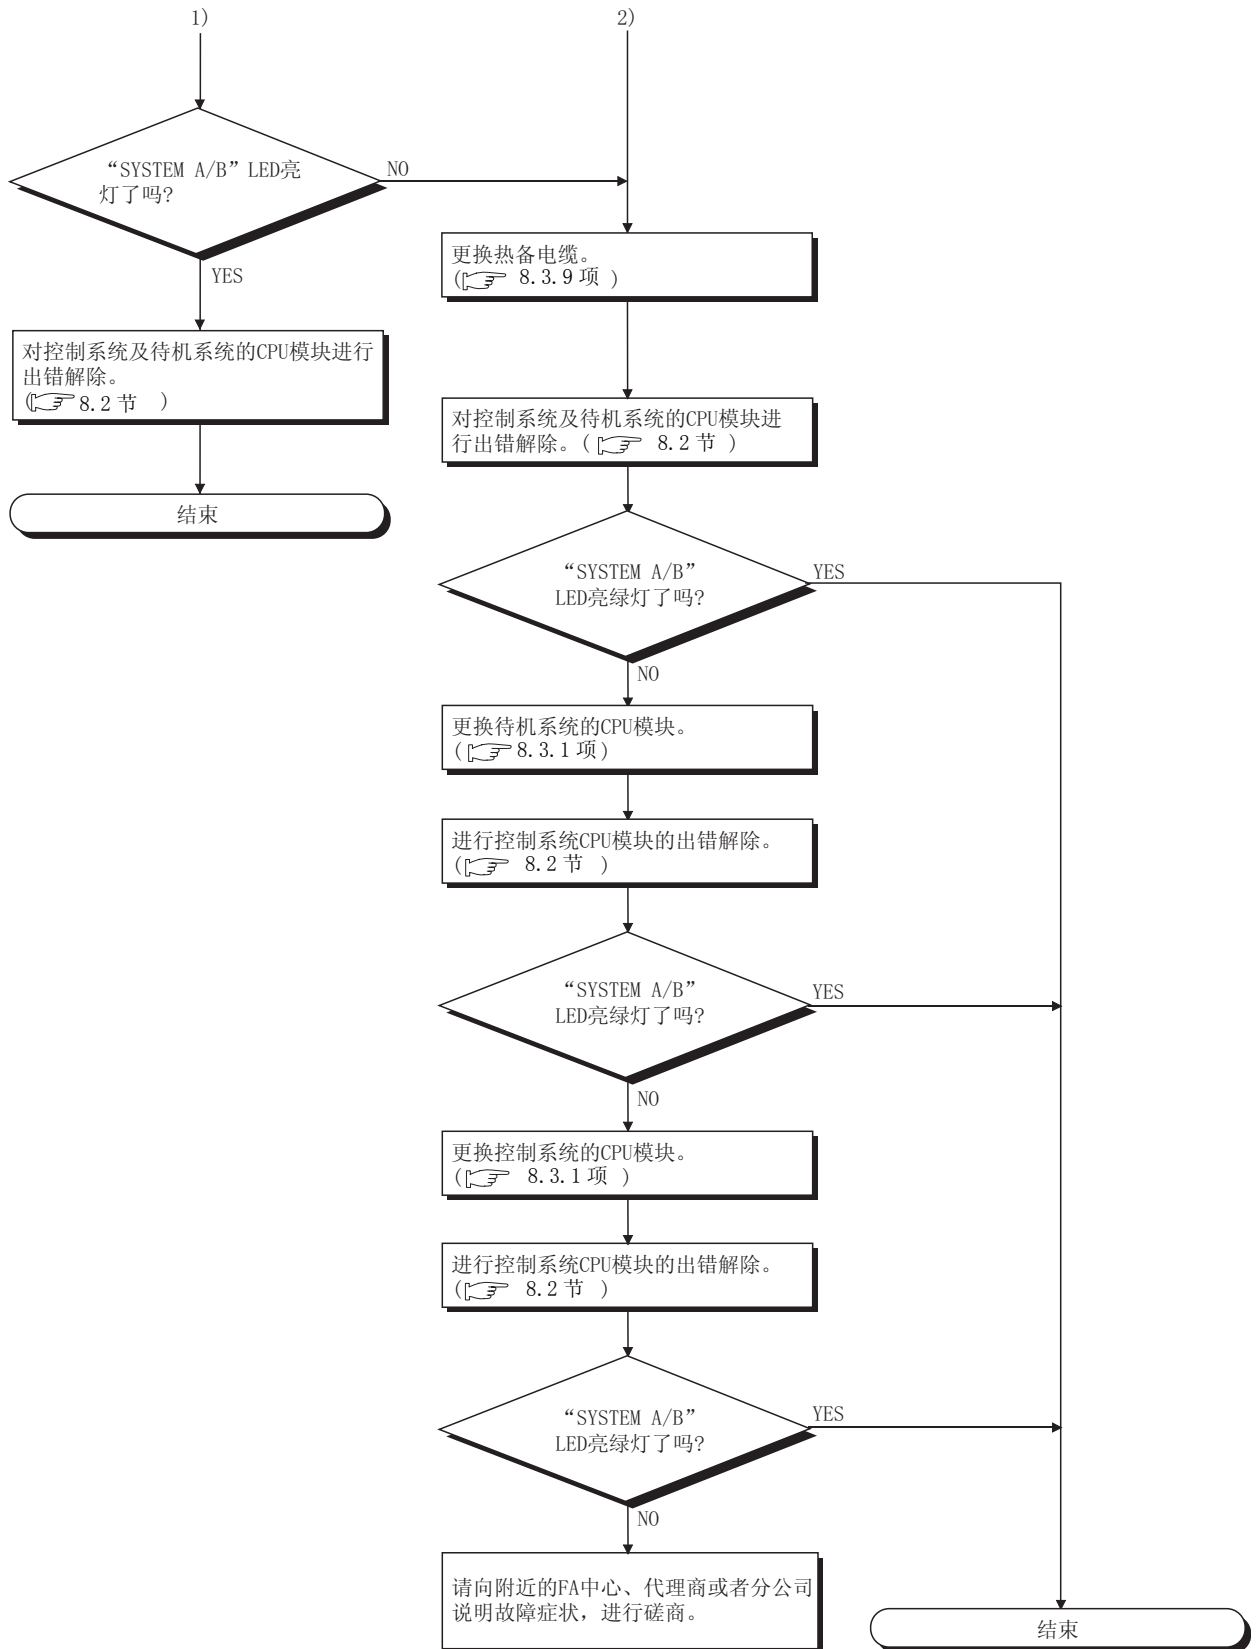 1)
“SYSTEM A/B”LED亮
灯了吗?
NO
YES
对控制系统及待机系统的CPU模块进行
出错解除。
( 8.2 节 )
结束
2)
更换热备电缆。
( 8.3.9 项 )
对控制系统及待机系统的CPU模块进
行出错解除。( 8.2 节 )
“SYSTEM A/B”
LED亮绿灯了吗?
YES
NO
更换待机系统的CPU模块。
( 8.3.1 项)
进行控制系统CPU模块的出错解除。
( 8.2 节 )
“SYSTEM A/B”
LED亮绿灯了吗?
YES
NO
更换控制系统的CPU模块。
( 8.3.1 项 )
进行控制系统CPU模块的出错解除。
( 8.2 节 )
“SYSTEM A/B”
LED亮绿灯了吗?
YES
NO
请向附近的FA中心、代理商或者分公司
说明故障症状，进行磋商。
结束